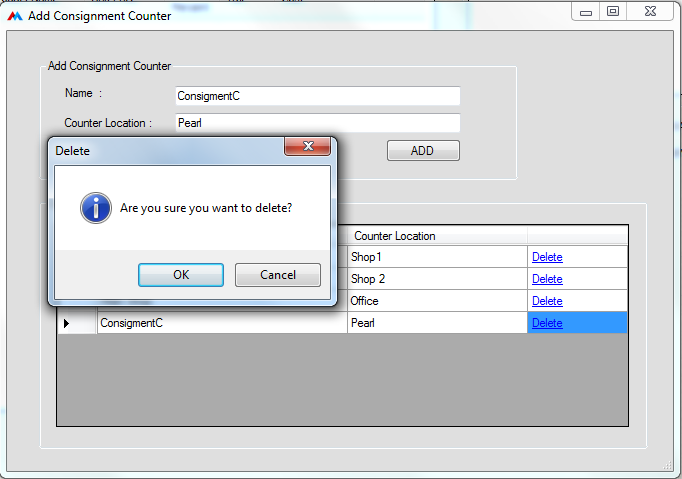 Add Consignment Counter
Add Consignment Counter
Name :
ConsigmentC
Counter Location :
Pearl
ADD
Delete
Are you sure you want to delete?
OK
Cancel
Counter Location
Shop1
Delete
Shop 2
Delete
Office
Delete
ConsigmentC
Pearl
Delete